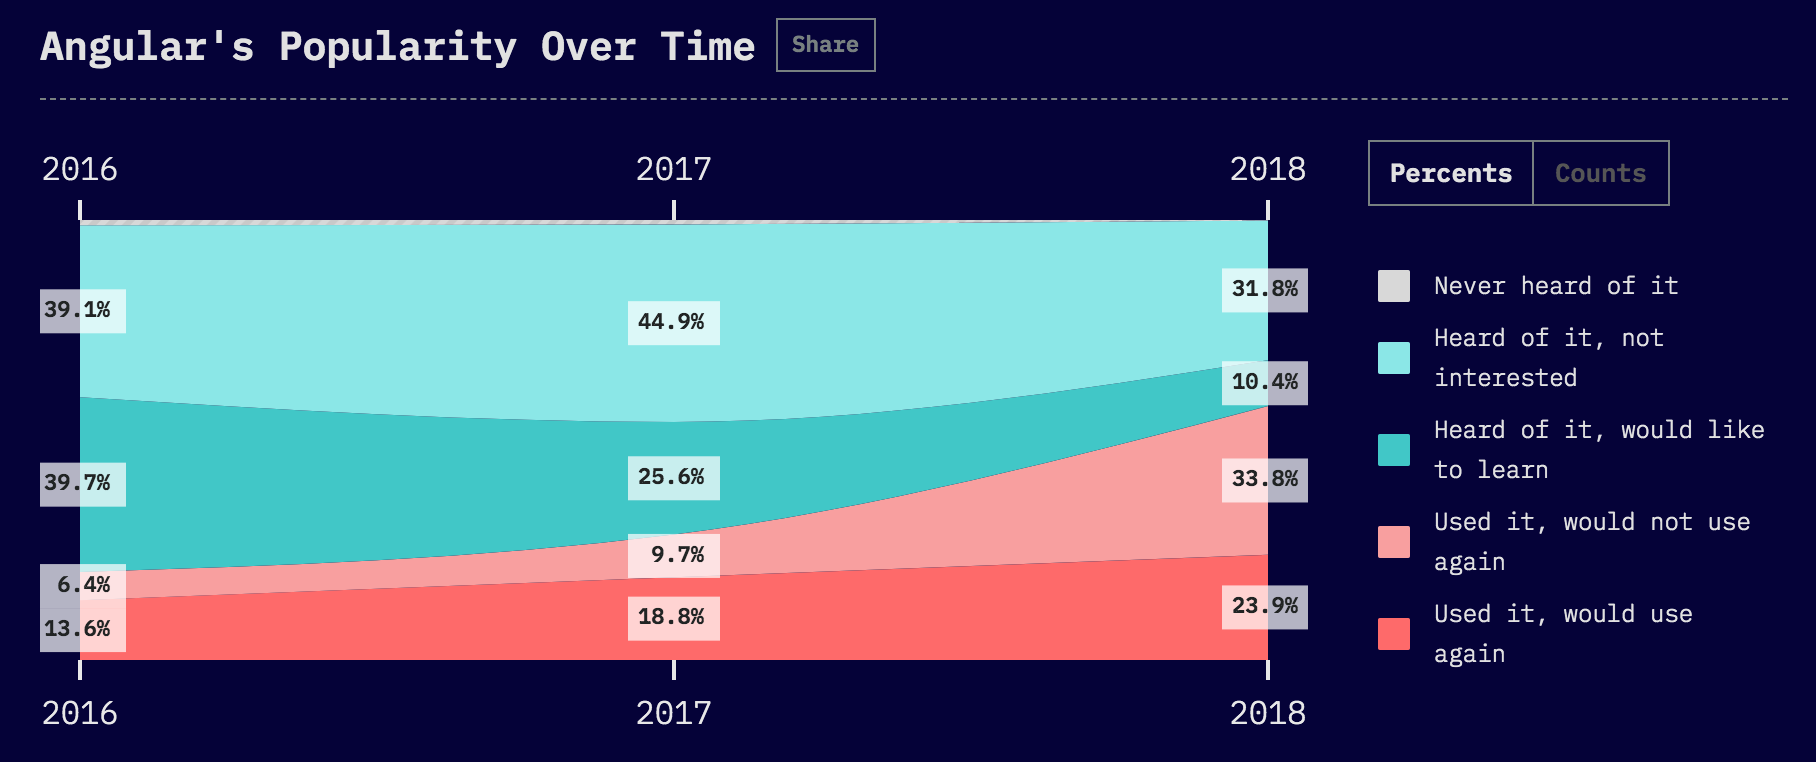 Angular's Popularity Over Time
Share
2016 2017 2018
Percents Counts
39.1%
39.7%
6.4%
13.6%
44.9%
25.6%
9.7%
18.8%
31.8%
10.4%
33.8%
23.9%
2016 2017 2018
Never heard of it
Heard of it, not
interested
Heard of it, would like
to learn
Used it, would not use
again
Used it, would use
again